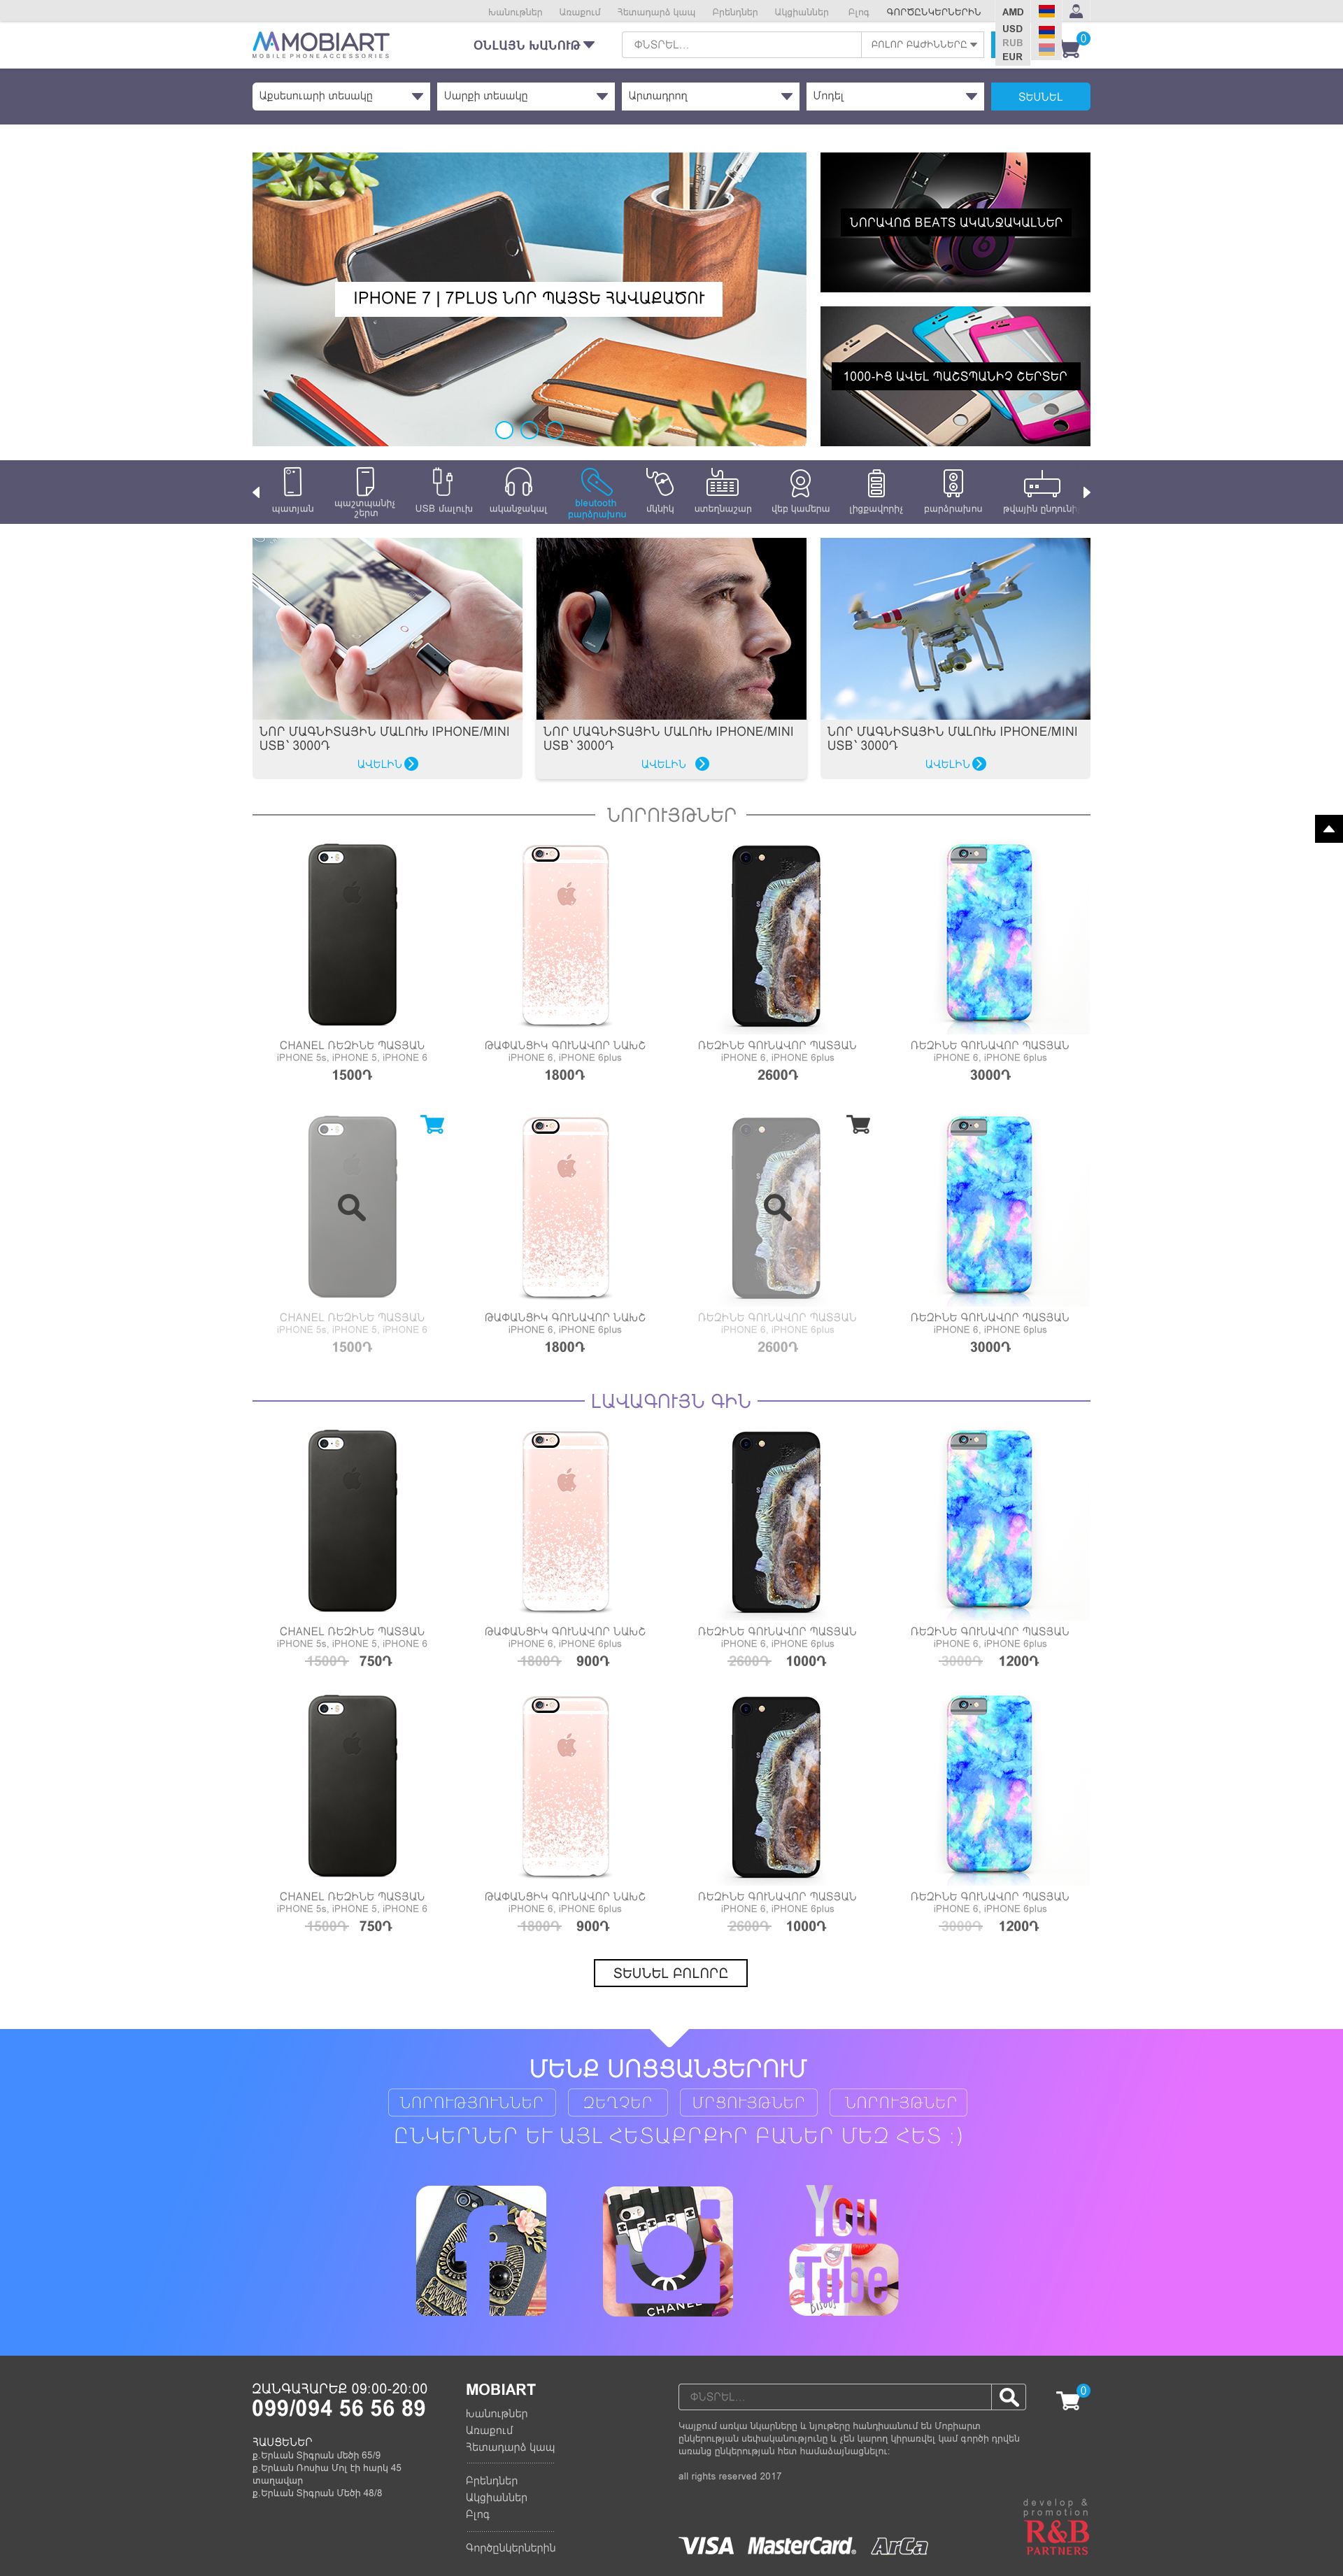 Խանութներ Առաքում Հետադարձ կապ Բրենդներ Ակցիաններ Բլոգ ԳՈՐԾԸՆԿԵՐՆԵՐԻՆ AMD
USD
RUB
EUR
MOBIART
MOBILE PHONE ACCESSORIES
ՕՆԼԱՅՆ ԽԱՆՈՒԹ
ՓՆՏՐԵԼ...
ԲՈԼՈՐ ԲԱԺԻՆՆԵՐԸ
0
Աքսեսուարի տեսակը
Սարքի տեսակը
Արտադրող
Մոդել
ՏԵՍՆԵԼ
IPHONE 7 | 7PLUS ՆՈՐ ՊԱՅՏԵ ՀԱՎԱՔԱԾՈՒ
ՆՈՐԱՎՈՃ BEATS ԱԿԱՆՋԱԿԱԼՆԵՐ
1000-ԻՑ ԱՎԵԼ ՊԱՇՏՊԱՆԻՉ ՇԵՐՏԵՐ
պատյան
պաշտպանիչ
շերտ
USB մալուխ
ականջակալ
bleutooth
բարձրախոս
մկնիկ
ստեղնաշար
վեբ կամերա
լիցքավորիչ
բարձրախոս
թվային ընդունի
ՆՈՐ ՄԱԳՆԻՏԱՅԻՆ ՄԱԼՈՒԽ IPHONE/MINI
USB՝ 3000Դ
ԱՎԵԼԻՆ
ՆՈՐ ՄԱԳՆԻՏԱՅԻՆ ՄԱԼՈՒԽ IPHONE/MINI
USB՝ 3000Դ
ԱՎԵԼԻՆ
ՆՈՐ ՄԱԳՆԻՏԱՅԻՆ ՄԱԼՈՒԽ IPHONE/MINI
USB՝ 3000Դ
ԱՎԵԼԻՆ
ՆՈՐՈՒՅԹՆԵՐ
CHANEL ՌԵԶԻՆԵ ՊԱՏՅԱՆ
iPHONE 5s, iPHONE 5, iPHONE 6
1500Դ
ԹԱՓԱՆՑԻԿ ԳՈՒՆԱՎՈՐ ՆԱԽՇ
iPHONE 6, iPHONE 6plus
1800Դ
ՌԵԶԻՆԵ ԳՈՒՆԱՎՈՐ ՊԱՏՅԱՆ
iPHONE 6, iPHONE 6plus
2600Դ
ՌԵԶԻՆԵ ԳՈՒՆԱՎՈՐ ՊԱՏՅԱՆ
iPHONE 6, iPHONE 6plus
3000Դ
CHANEL ՌԵԶԻՆԵ ՊԱՏՅԱՆ
iPHONE 5s, iPHONE 5, iPHONE 6
1500Դ
ԹԱՓԱՆՑԻԿ ԳՈՒՆԱՎՈՐ ՆԱԽՇ
iPHONE 6, iPHONE 6plus
1800Դ
ՌԵԶԻՆԵ ԳՈՒՆԱՎՈՐ ՊԱՏՅԱՆ
iPHONE 6, iPHONE 6plus
2600Դ
ՌԵԶԻՆԵ ԳՈՒՆԱՎՈՐ ՊԱՏՅԱՆ
iPHONE 6, iPHONE 6plus
3000Դ
ԼԱՎԱԳՈՒՅՆ ԳԻՆ
CHANEL ՌԵԶԻՆԵ ՊԱՏՅԱՆ
iPHONE 5s, iPHONE 5, iPHONE 6
1500Դ 750Դ
ԹԱՓԱՆՑԻԿ ԳՈՒՆԱՎՈՐ ՆԱԽՇ
iPHONE 6, iPHONE 6plus
1800Դ 900Դ
ՌԵԶԻՆԵ ԳՈՒՆԱՎՈՐ ՊԱՏՅԱՆ
iPHONE 6, iPHONE 6plus
2600Դ 1000Դ
ՌԵԶԻՆԵ ԳՈՒՆԱՎՈՐ ՊԱՏՅԱՆ
iPHONE 6, iPHONE 6plus
3000Դ 1200Դ
CHANEL ՌԵԶԻՆԵ ՊԱՏՅԱՆ
iPHONE 5s, iPHONE 5, iPHONE 6
1500Դ 750Դ
ԹԱՓԱՆՑԻԿ ԳՈՒՆԱՎՈՐ ՆԱԽՇ
iPHONE 6, iPHONE 6plus
1800Դ 900Դ
ՌԵԶԻՆԵ ԳՈՒՆԱՎՈՐ ՊԱՏՅԱՆ
iPHONE 6, iPHONE 6plus
2600Դ 1000Դ
ՌԵԶԻՆԵ ԳՈՒՆԱՎՈՐ ՊԱՏՅԱՆ
iPHONE 6, iPHONE 6plus
3000Դ 1200Դ
ՏԵՍՆԵԼ ԲՈԼՈՐԸ
ՄԵՆՔ ՍՈՑՑԱՆՑԵՐՈՒՄ
ՆՈՐՈՒԹՅՈՒՆՆԵՐ ԶԵՂՉԵՐ ՄՐՑՈՒՅԹՆԵՐ ՆՈՐՈՒՅԹՆԵՐ
ԸՆԿԵՐՆԵՐ ԵՒ ԱՅԼ ՀԵՏԱՔՐՔԻՐ ԲԱՆԵՐ ՄԵԶ ՀԵՏ :)
CHANEL
You
Tube
ԶԱՆԳԱՀԱՐԵՔ 09:00-20:00
099/094 56 56 89
ՀԱՍՑԵՆԵՐ
ք.Երևան Տիգրան մեծի 65/9
ք.Երևան Ռոսիա Մոլ էի հարկ 45
տաղավար
ք.Երևան Տիգրան Մեծի 48/8
MOBIART
Խանութներ
Առաքում
Հետադարձ կապ
Բրենդներ
Ակցիաններ
Բլոգ
Գործընկերներին
ՓՆՏՐԵԼ...
0
Կայքում առկա նկարները և նյութերը հանդիսանում են Մոբիարտ
ընկերության սեփականությունը և չեն կարող կիրառվել կամ գործի դրվեն
առանց ընկերության հետ համաձայնացնելու:
all rights reserved 2017
VISA MasterCard ArCa
develop &
promotion
R&B
PARTNERS